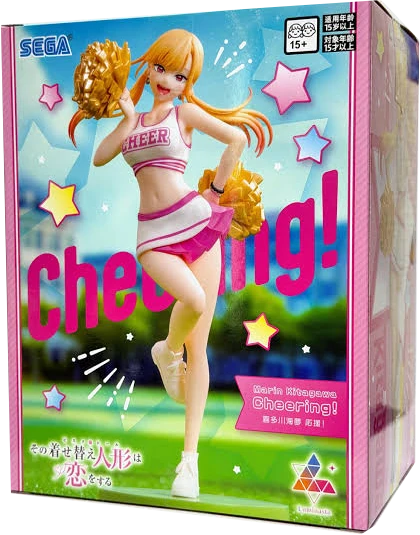 SEGA
15+
適用年齡
15歲以上
対象年齢
15才以上
CHEER
Cheering!
Marin Kitagawa
Cheering!
喜多川海夢 応援!
その着せ替え人形は
恋をする
Luminasta